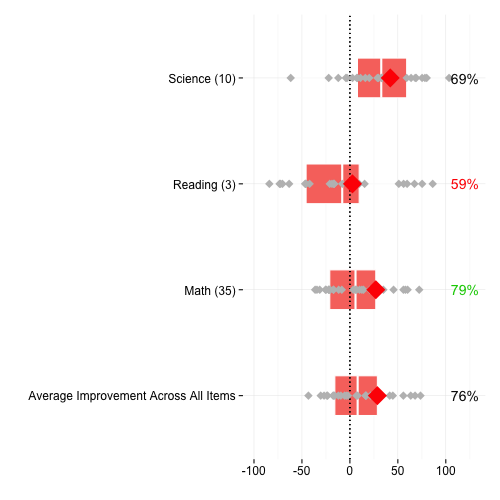 Science (10)
69%
Reading (3)
59%
Math (35)
79%
Average Improvement Across All Items
76%
-100 -50 0 50 100